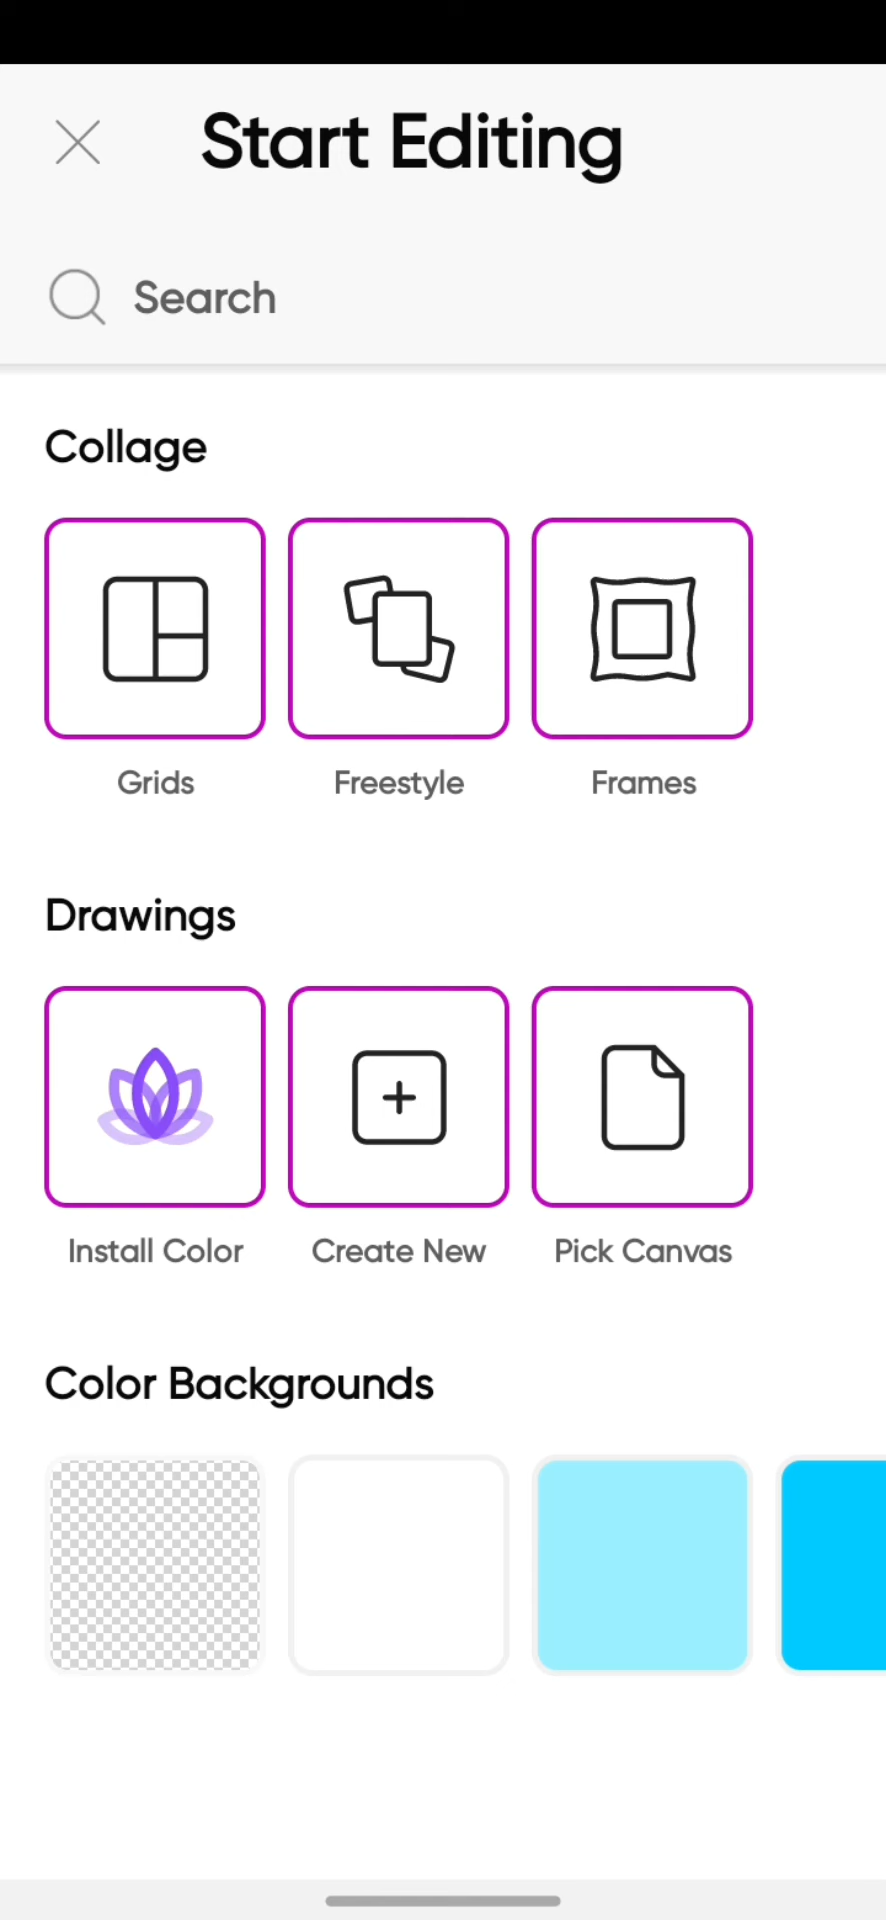 Start Editing
Search
Collage
Grids Freestyle Frames
Drawings
Install Color Create New Pick Canvas
Color Backgrounds